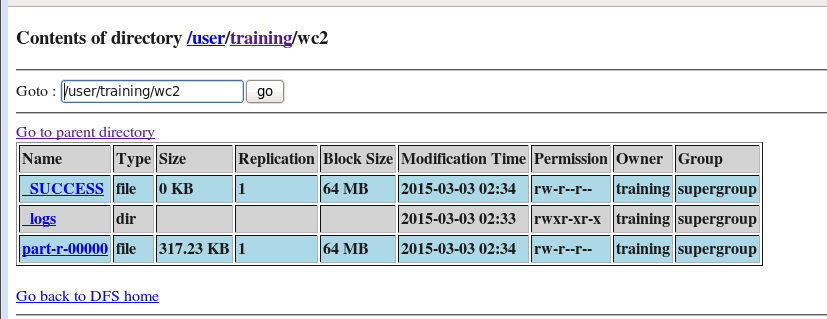 Contents of directory /user/training/wc2
Goto : /user/training/wc2 go
Go to parent directory
Name Type Size Replication Block Size Modification Time Permission Owner Group
_SUCCESS file 0 KB 1 64 MB 2015-03-03 02:34 rw-r--r-- training supergroup
_logs dir 2015-03-03 02:33 rwxr-xr-x training supergroup
part-r-00000 file 317.23 KB 1 64 MB 2015-03-03 02:34 rw-r--r-- training supergroup
Go back to DFS home